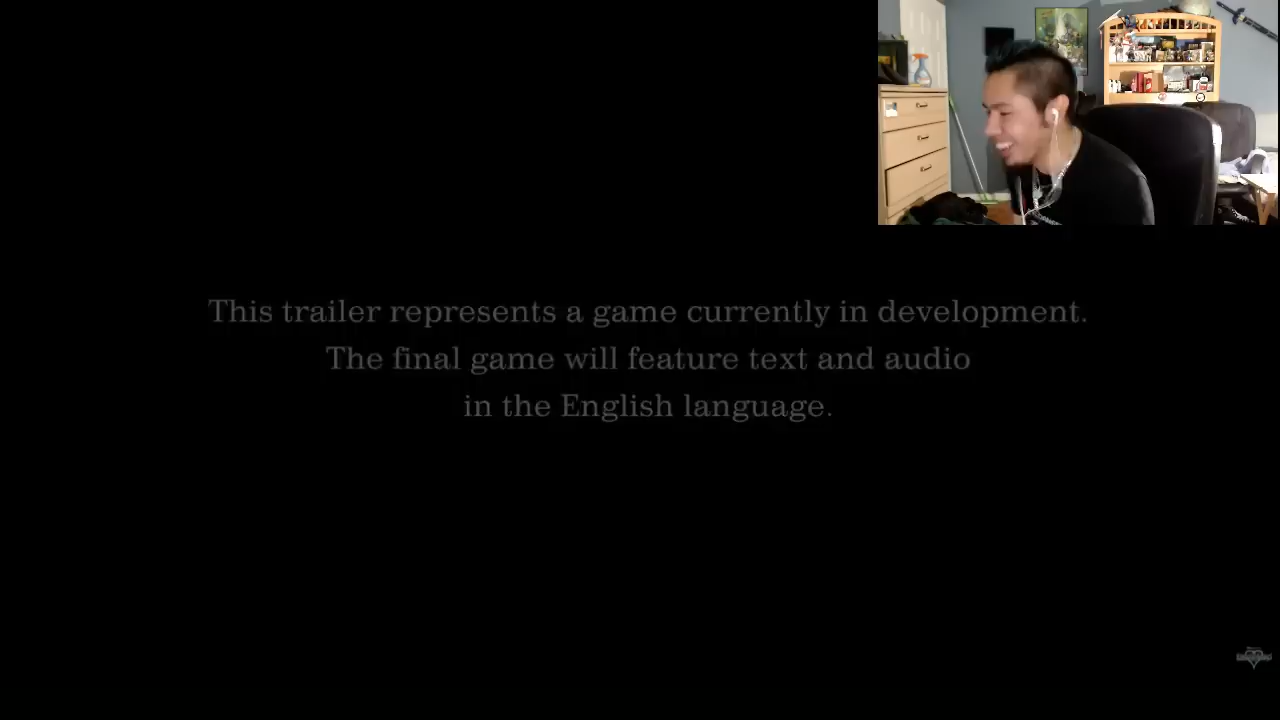 This trailer represents a game currently in development.
The final game will feature text and audio
in the English language.